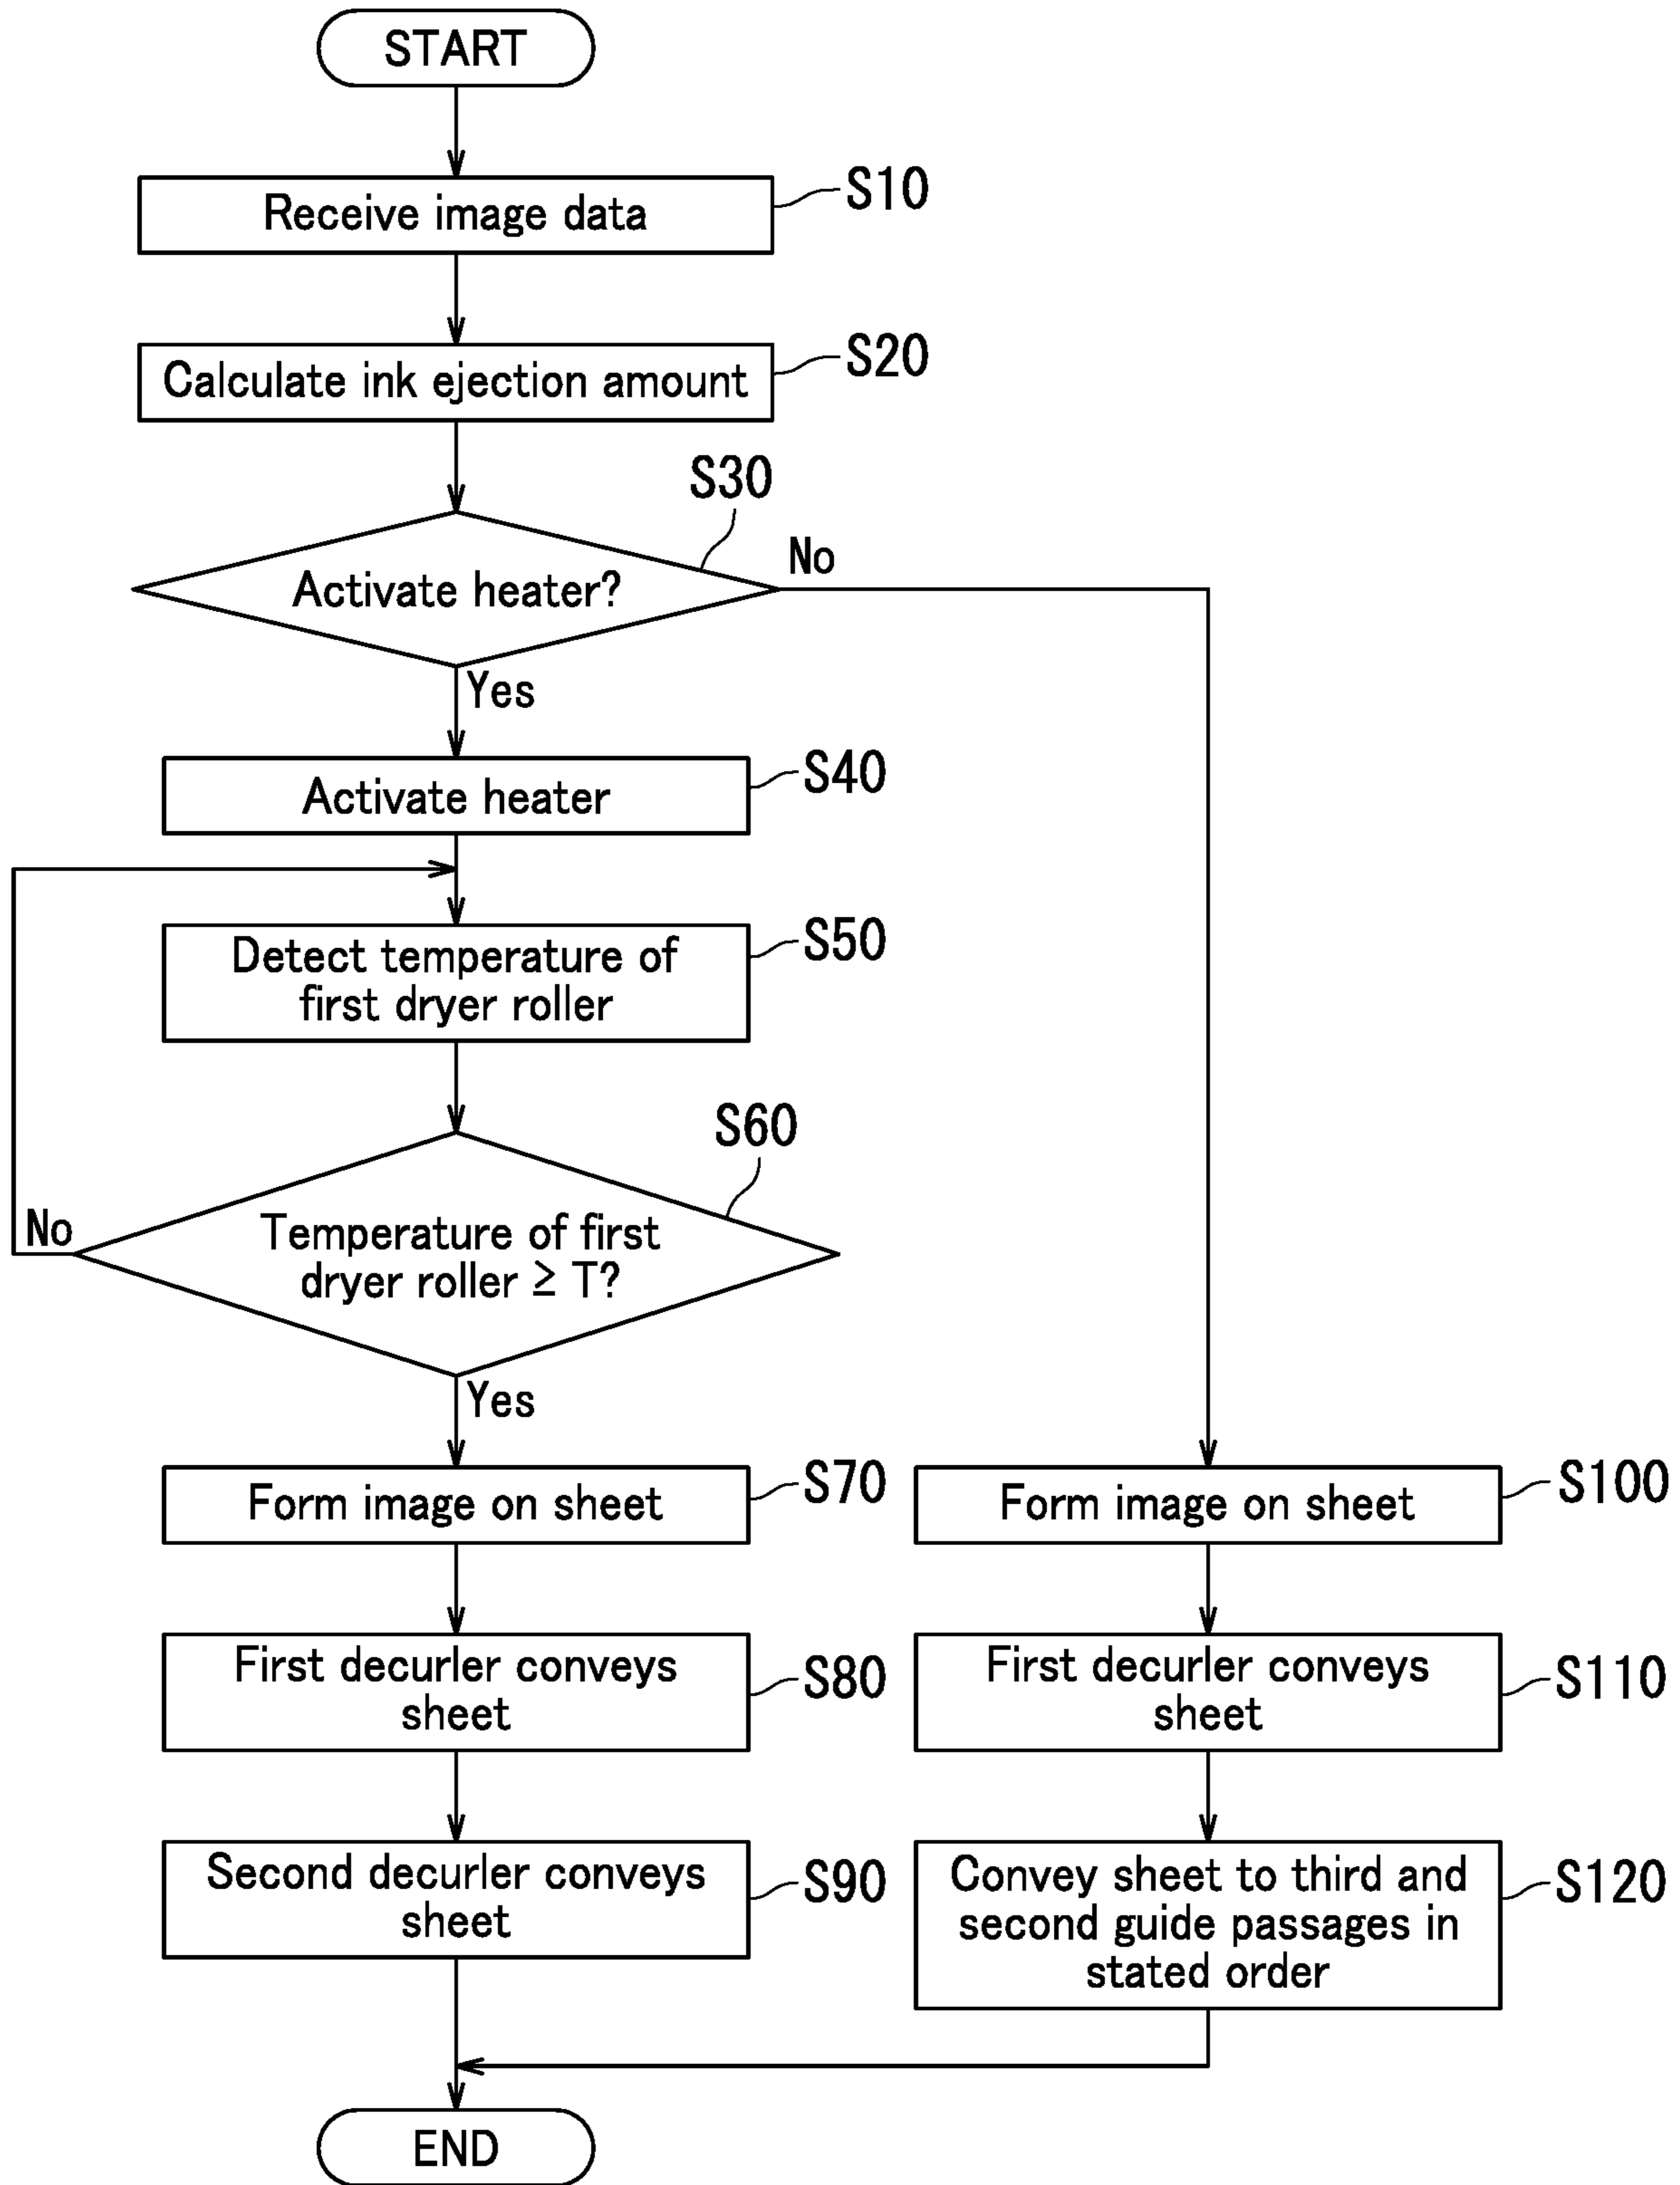 START
Receive image data
S10
Calculate ink ejection amount
S20
S30
Activate heater?
No
Yes
Activate heater
S40
Detect temperature of
first dryer roller
S50
S60
Temperature of first
dryer roller ≥ T?
No
Yes
Form image on sheet
S70
First decurler conveys
sheet
S80
Second decurler conveys
sheet
S90
Form image on sheet
S100
First decurler conveys
sheet
S110
Convey sheet to third and
second guide passages in
stated order
S120
END